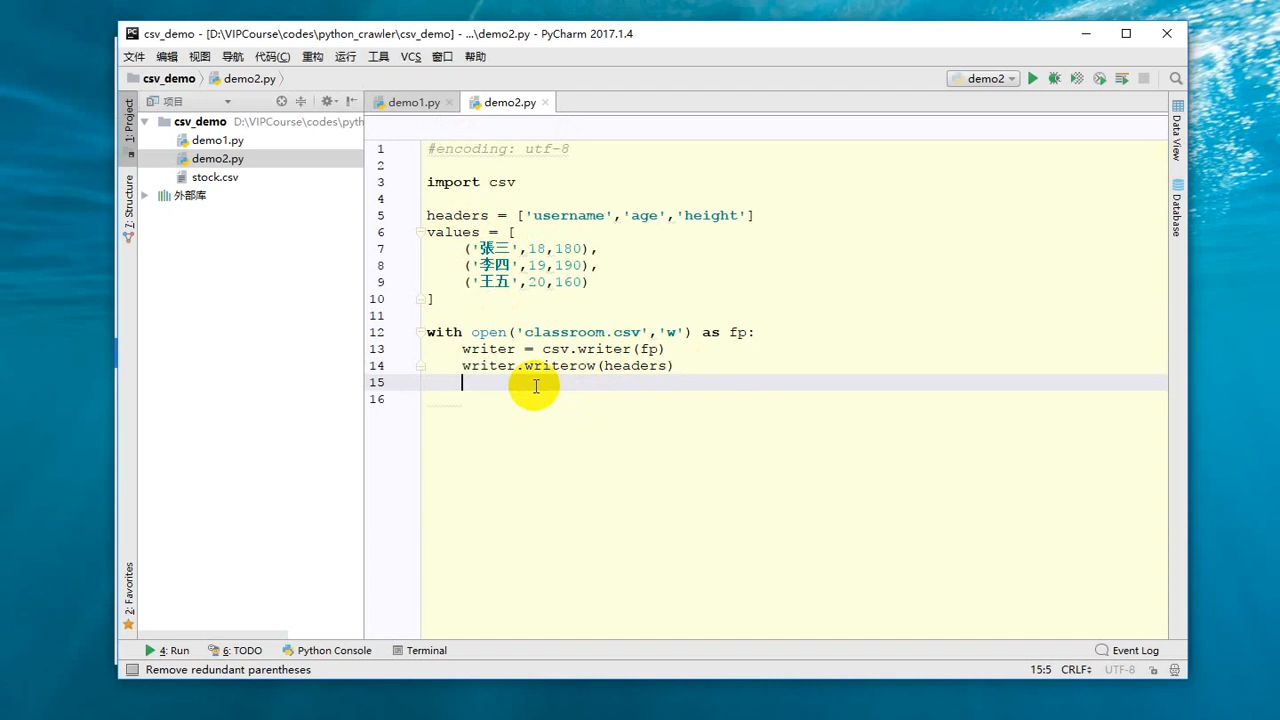 csv_demo - [D:\VIPCourse\codes\python_crawler\csv_demo] - ...\demo2.py - PyCharm 2017.1.4
文件 编辑 视图 导航 代码(C) 重构 运行 工具 VCS 窗口 帮助
csv_demo demo2.py demo2
项目 demo1.py demo2.py
1: Project
7: Structure
2: Favorites
csv_demo D:\VIPCourse\codes\pyth
demo1.py
demo2.py
stock.csv
外部库
1 #encoding: utf-8
2
3 import csv
4
5 headers = ['username','age','height']
6 values = [
7 ('張三',18,180),
8 ('李四',19,190),
9 ('王五',20,160)
10 ]
11
12 with open('classroom.csv','w') as fp:
13 writer = csv.writer(fp)
14 writer.writerow(headers)
15
16
Data View
Database
4: Run 6: TODO Python Console Terminal Event Log
Remove redundant parentheses 15:5 CRLF UTF-8